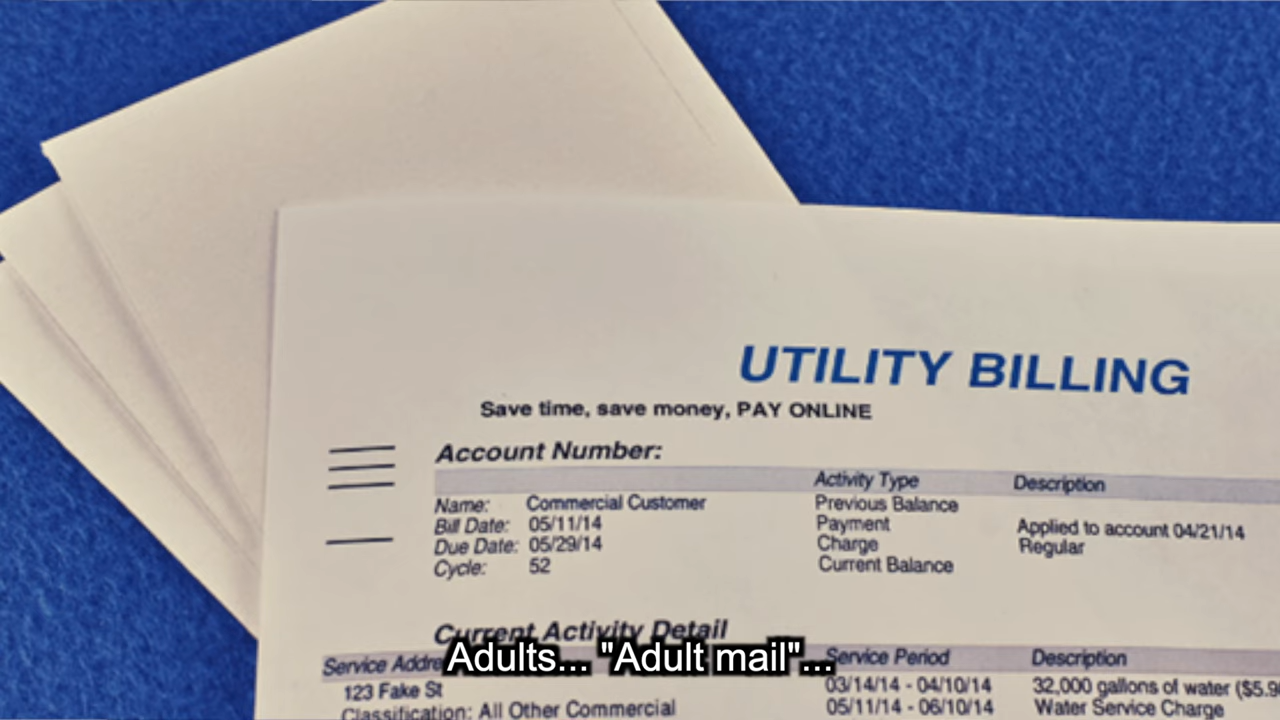 UTILITY BILLING
Save time, save money, PAY ONLINE
Account Number:
Activity Type Description
Name: Commercial Customer Previous Balance
Bill Date: 05/11/14 Payment Applied to account 04/21/14
Due Date: 05/29/14 Charge Regular
Cycle: 52 Current Balance
Current Activity Detail
Adults... "Adult mail"...
Service Addre Service Period Description
123 Fake St 03/14/14 - 04/10/14 32,000 gallons of water ($5.9
Classification: All Other Commercial 05/11/14 - 06/10/14 Water Service Charge